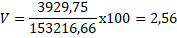 V = 3929,75 / 153216,66 x100 = 2,56